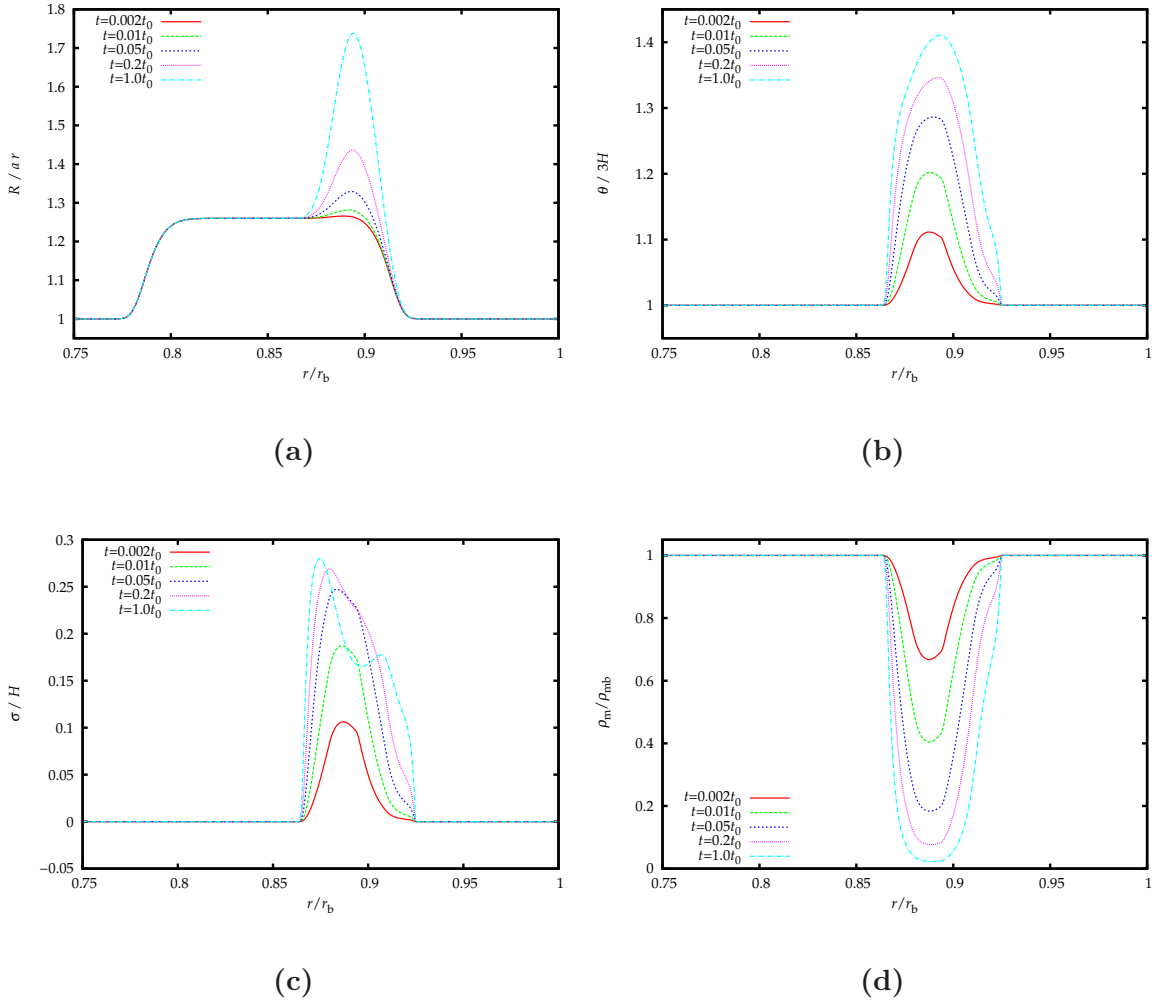 1.8
1.7
1.6
1.5
1.4
1.3
1.2
1.1
1
R / a r
t=0.002t0
t=0.01t0
t=0.05t0
t=0.2t0
t=1.0t0
0.75 0.8 0.85 0.9 0.95 1
r/rb
(a)
1.4
1.3
1.2
1.1
1
θ / 3H
t=0.002t0
t=0.01t0
t=0.05t0
t=0.2t0
t=1.0t0
0.75 0.8 0.85 0.9 0.95 1
r/rb
(b)
0.3
0.25
0.2
0.15
0.1
0.05
0
−0.05
σ / H
t=0.002t0
t=0.01t0
t=0.05t0
t=0.2t0
t=1.0t0
0.75 0.8 0.85 0.9 0.95 1
r/rb
(c)
1
0.8
0.6
0.4
0.2
0
ρm/ρmb
t=0.002t0
t=0.01t0
t=0.05t0
t=0.2t0
t=1.0t0
0.75 0.8 0.85 0.9 0.95 1
r/rb
(d)